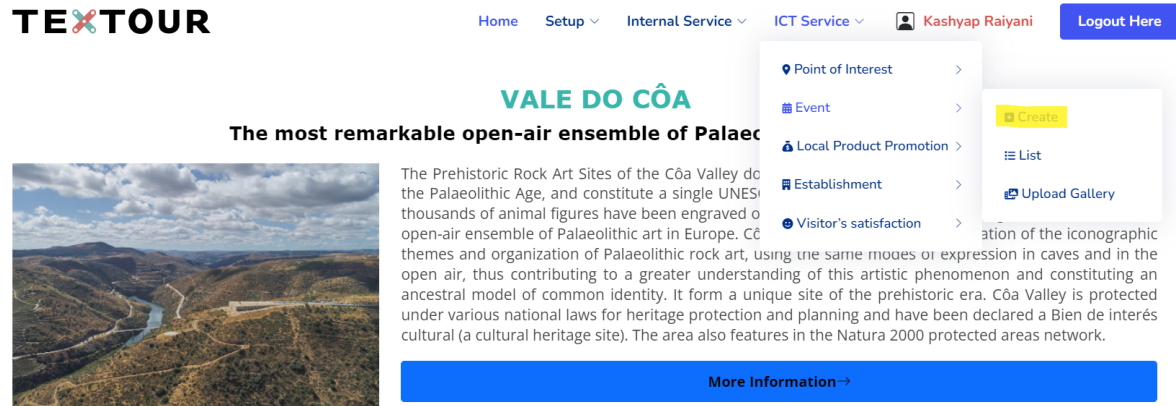 TEXTOUR
Home Setup Internal Service ICT Service Kashyap Raiyani Logout Here
Point of Interest
Event
Local Product Promotion
Establishment
Visitor's satisfaction
Create
List
Upload Gallery
VALE DO CÔA
The most remarkable open-air ensemble of Palaeo
The Prehistoric Rock Art Sites of the Côa Valley do
the Palaeolithic Age, and constitute a single UNES
thousands of animal figures have been engraved o
open-air ensemble of Palaeolithic art in Europe. Cô ation of the iconographic
themes and organization of Palaeolithic rock art, using the same modes of expression in caves and in the
open air, thus contributing to a greater understanding of this artistic phenomenon and constituting an
ancestral model of common identity. It form a unique site of the prehistoric era. Côa Valley is protected
under various national laws for heritage protection and planning and have been declared a Bien de interés
cultural (a cultural heritage site). The area also features in the Natura 2000 protected areas network.
More Information→